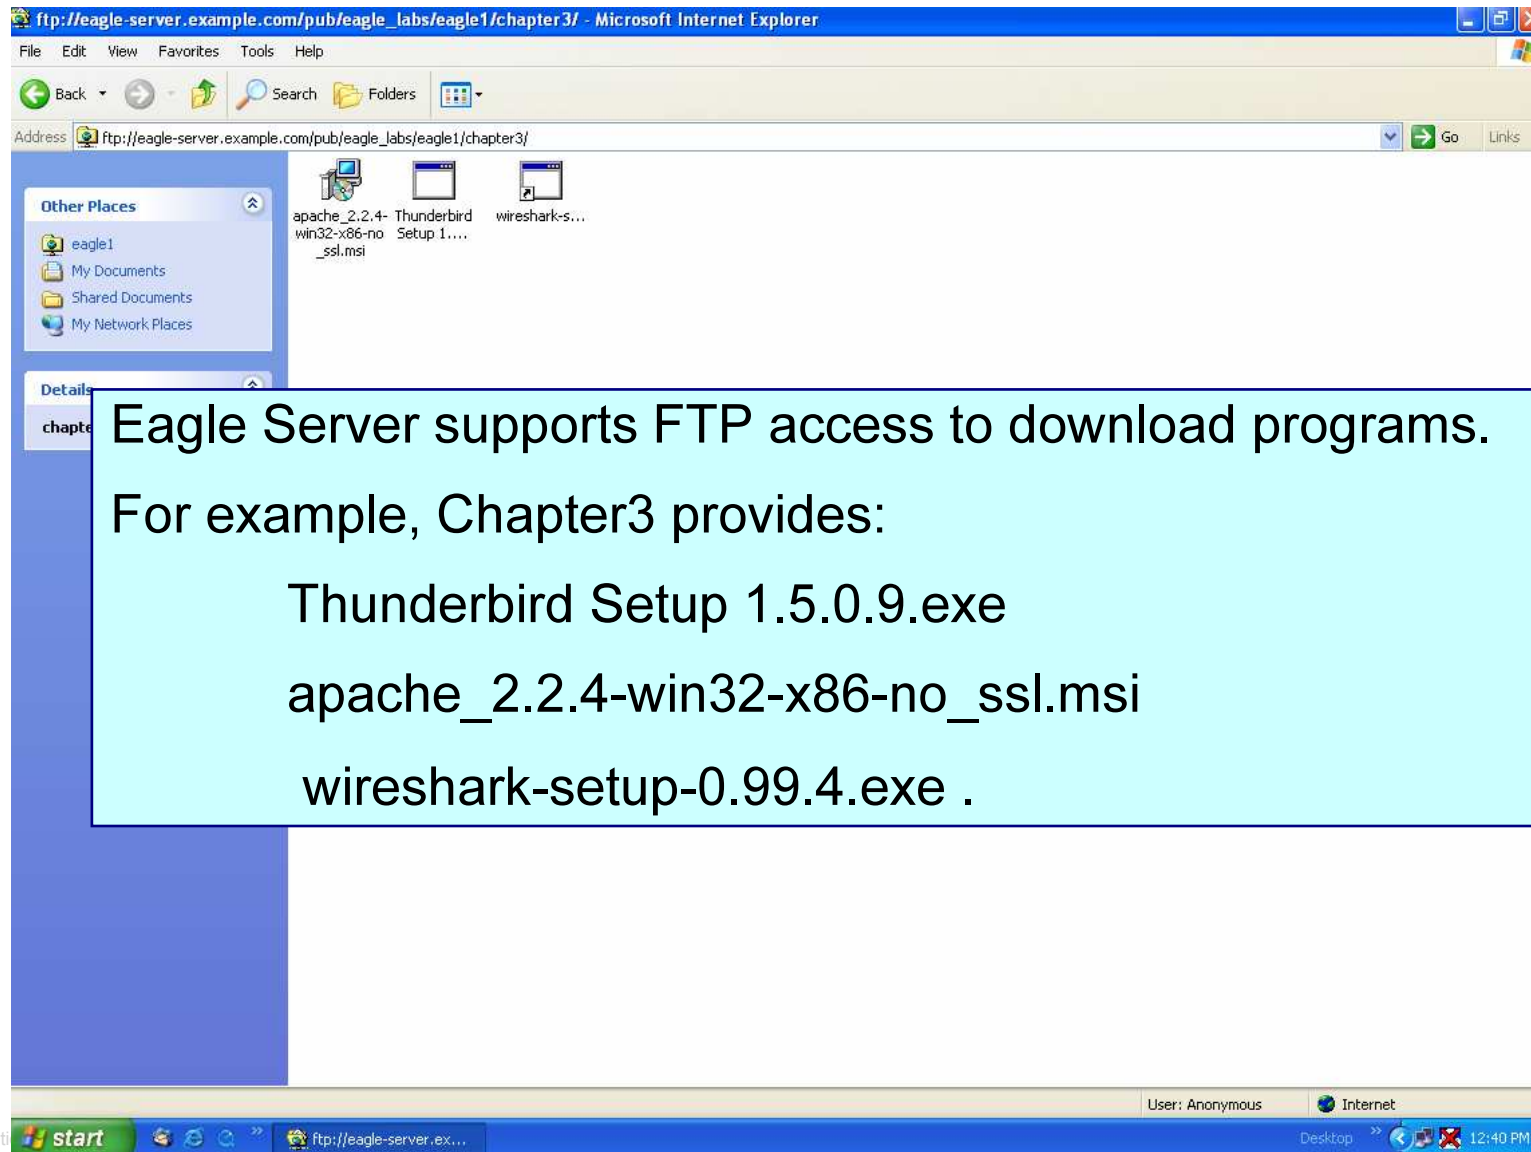 ftp://eagle-server.example.com/pub/eagle_labs/eagle1/chapter3/ - Microsoft Internet Explorer
File Edit View Favorites Tools Help
Back Search Folders
Address ftp://eagle-server.example.com/pub/eagle_labs/eagle1/chapter3/ Go Links
Other Places
eagle1
My Documents
Shared Documents
My Network Places
Details
chapte
apache_2.2.4-
win32-x86-no
_ssl.msi
Thunderbird
Setup 1....
wireshark-s...
Eagle Server supports FTP access to download programs.
For example, Chapter3 provides:
Thunderbird Setup 1.5.0.9.exe
apache_2.2.4-win32-x86-no_ssl.msi
wireshark-setup-0.99.4.exe .
User: Anonymous Internet
start ftp://eagle-server.ex... Desktop » 12:40 PM